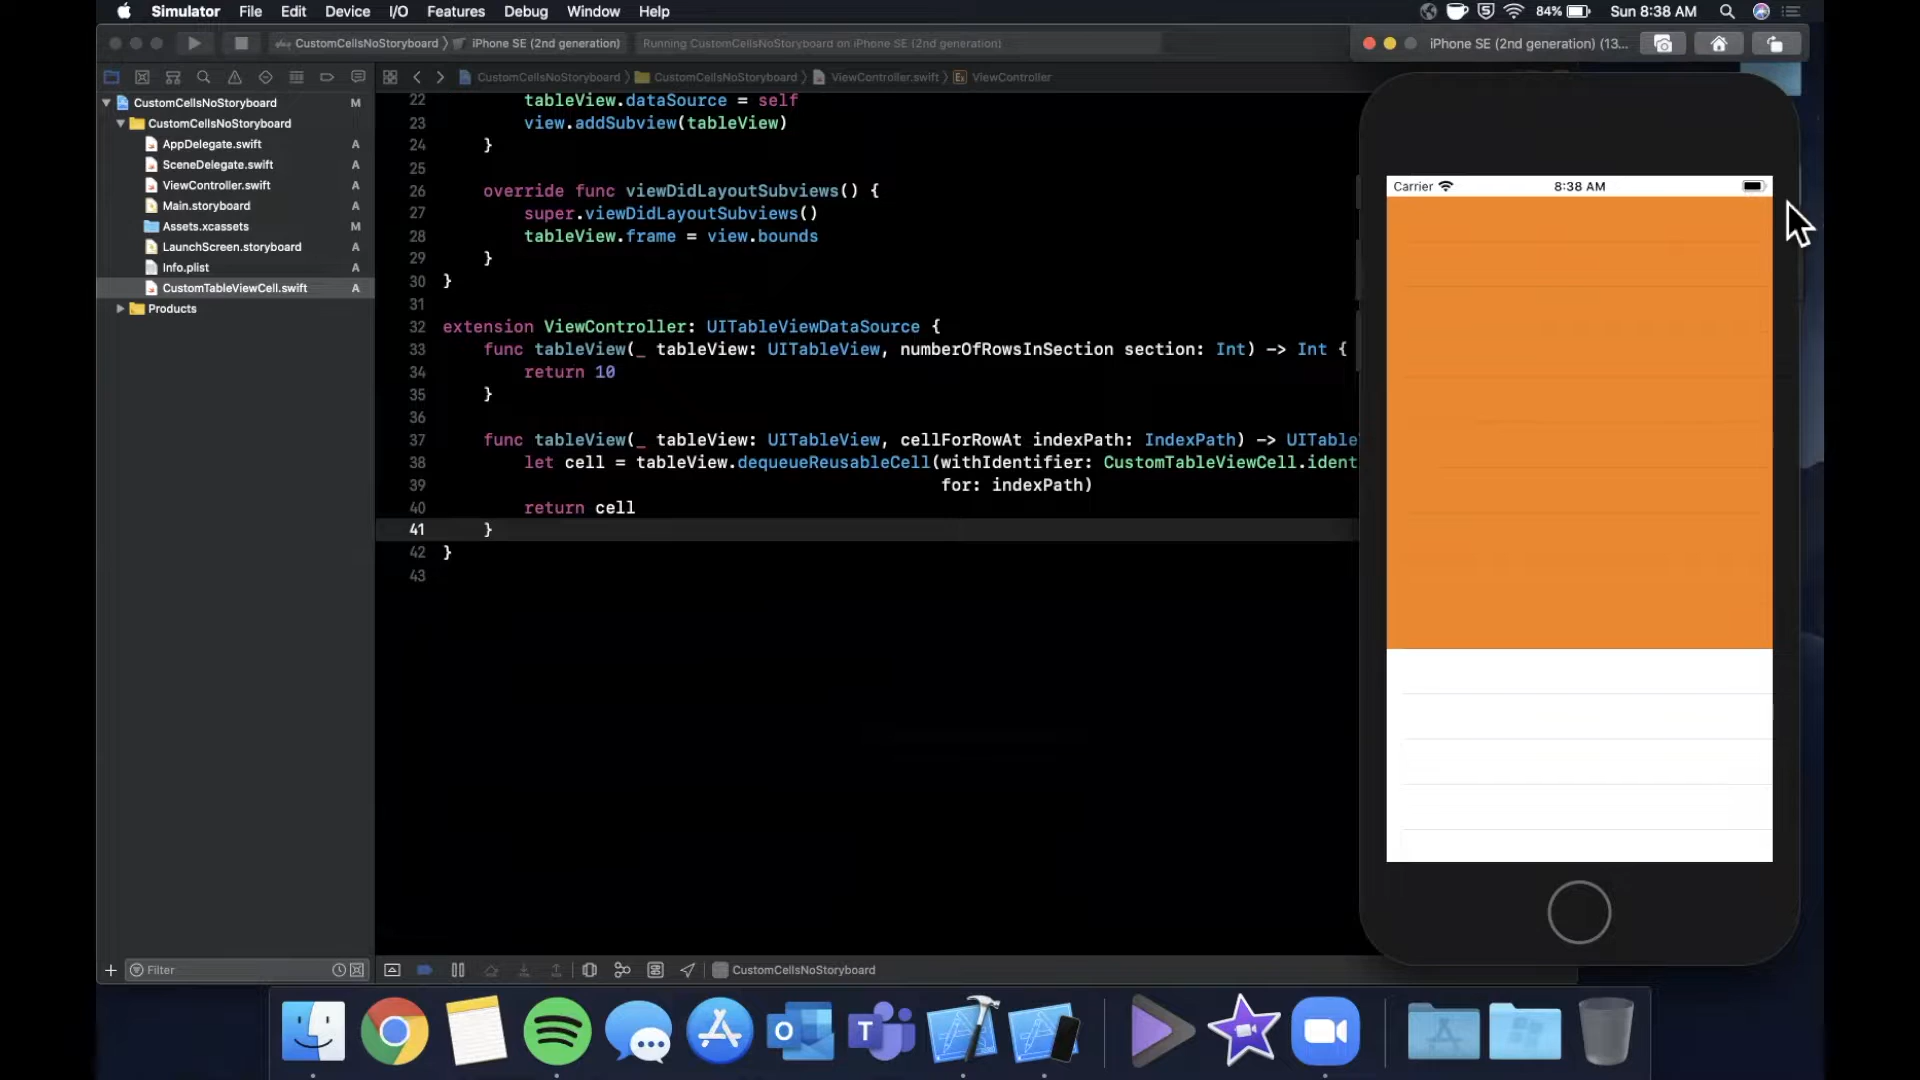 Simulator File Edit Device I/O Features Debug Window Help 84% Sun 8:38 AM
CustomCellsNoStoryboard iPhone SE (2nd generation) Running CustomCellsNoStoryboard on iPhone SE (2nd generation)
iPhone SE (2nd generation) (13...
CustomCellsNoStoryboard CustomCellsNoStoryboard ViewController.swift Ex ViewController
CustomCellsNoStoryboard M
CustomCellsNoStoryboard
AppDelegate.swift A
SceneDelegate.swift A
ViewController.swift A
Main.storyboard A
Assets.xcassets M
LaunchScreen.storyboard A
Info.plist A
CustomTableViewCell.swift A
Products
22 tableView.dataSource = self
23 view.addSubview(tableView)
24 }
25
26 override func viewDidLayoutSubviews() {
27 super.viewDidLayoutSubviews()
28 tableView.frame = view.bounds
29 }
30 }
31
32 extension ViewController: UITableViewDataSource {
33 func tableView(_ tableView: UITableView, numberOfRowsInSection section: Int) -> Int {
34 return 10
35 }
36
37 func tableView(_ tableView: UITableView, cellForRowAt indexPath: IndexPath) -> UITable
38 let cell = tableView.dequeueReusableCell(withIdentifier: CustomTableViewCell.ident
39 for: indexPath)
40 return cell
41 }
42 }
43
Carrier 8:38 AM
Filter
CustomCellsNoStoryboard